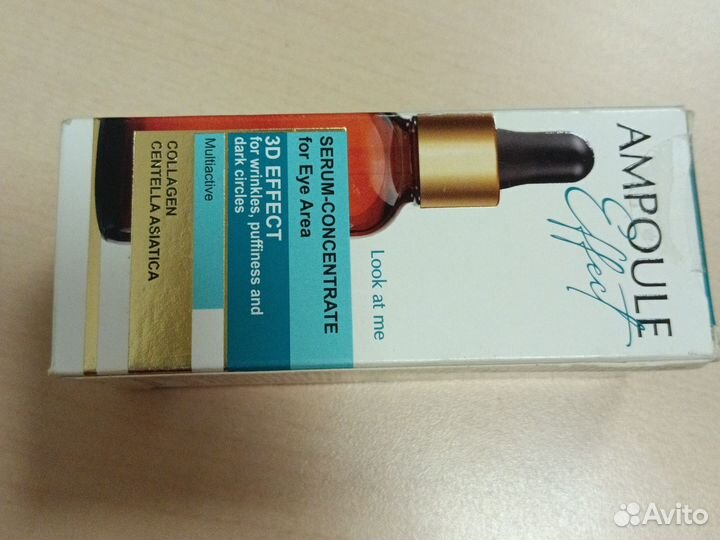 AMPOULE
Effect
Look at me
SERUM-CONCENTRATE
for Eye Area
3D EFFECT
for wrinkles, puffiness and
dark circles
Multiactive
COLLAGEN
CENTELLA ASIATICA
Avito